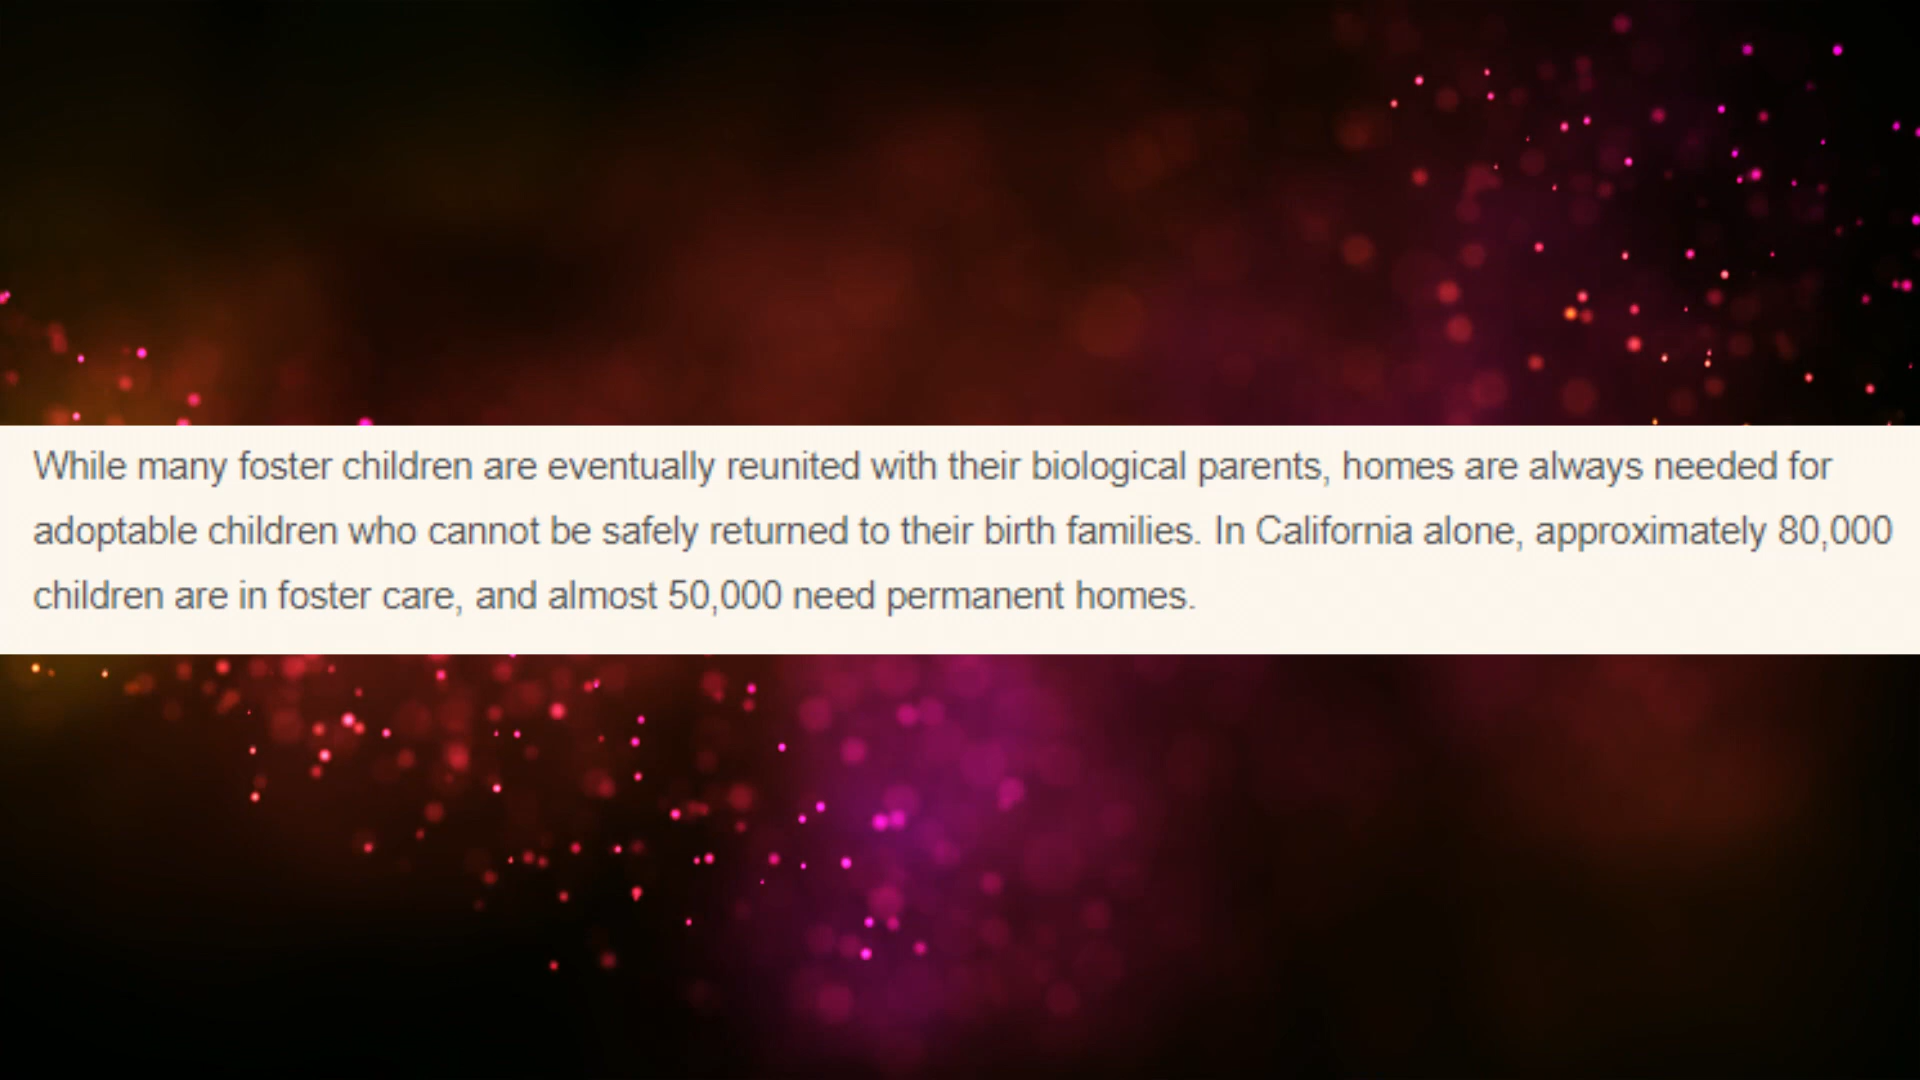 While many foster children are eventually reunited with their biological parents, homes are always needed for
adoptable children who cannot be safely returned to their birth families. In California alone, approximately 80,000
children are in foster care, and almost 50,000 need permanent homes.